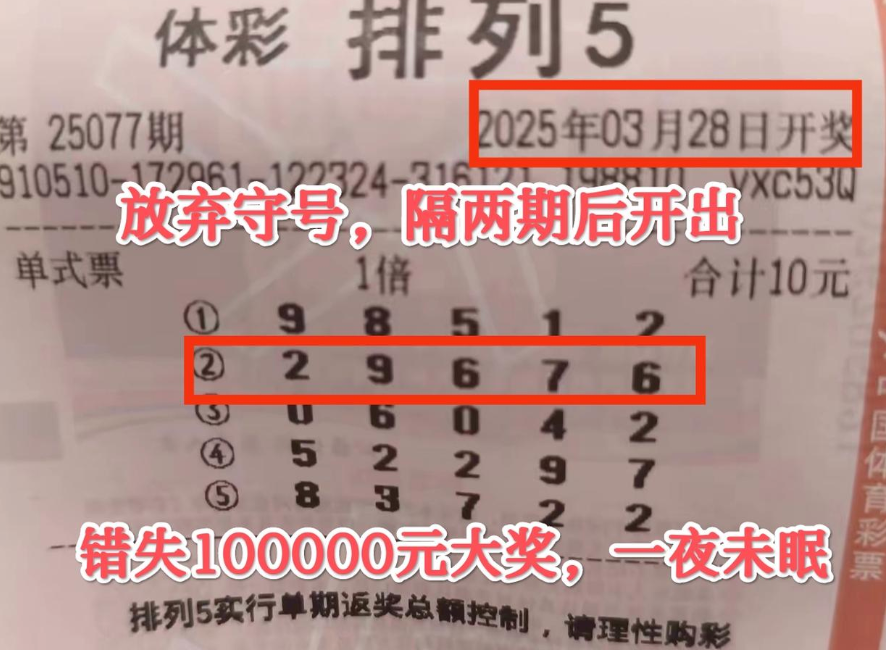 体彩 排列5
第 25077期 2025年03月28日开奖
910510-172961-122324-316121 198810 vxc53Q
放弃守号，隔两期后开出
单式票 1倍 合计10元
① 9 8 5 1 2
② 2 9 6 7 6
③ 0 6 0 4 2
④ 5 2 2 9 7
⑤ 8 3 7 2 2
错失100000元大奖，一夜未眠
排列5实行单期返奖总额控制，请理性购彩
中国体育彩票